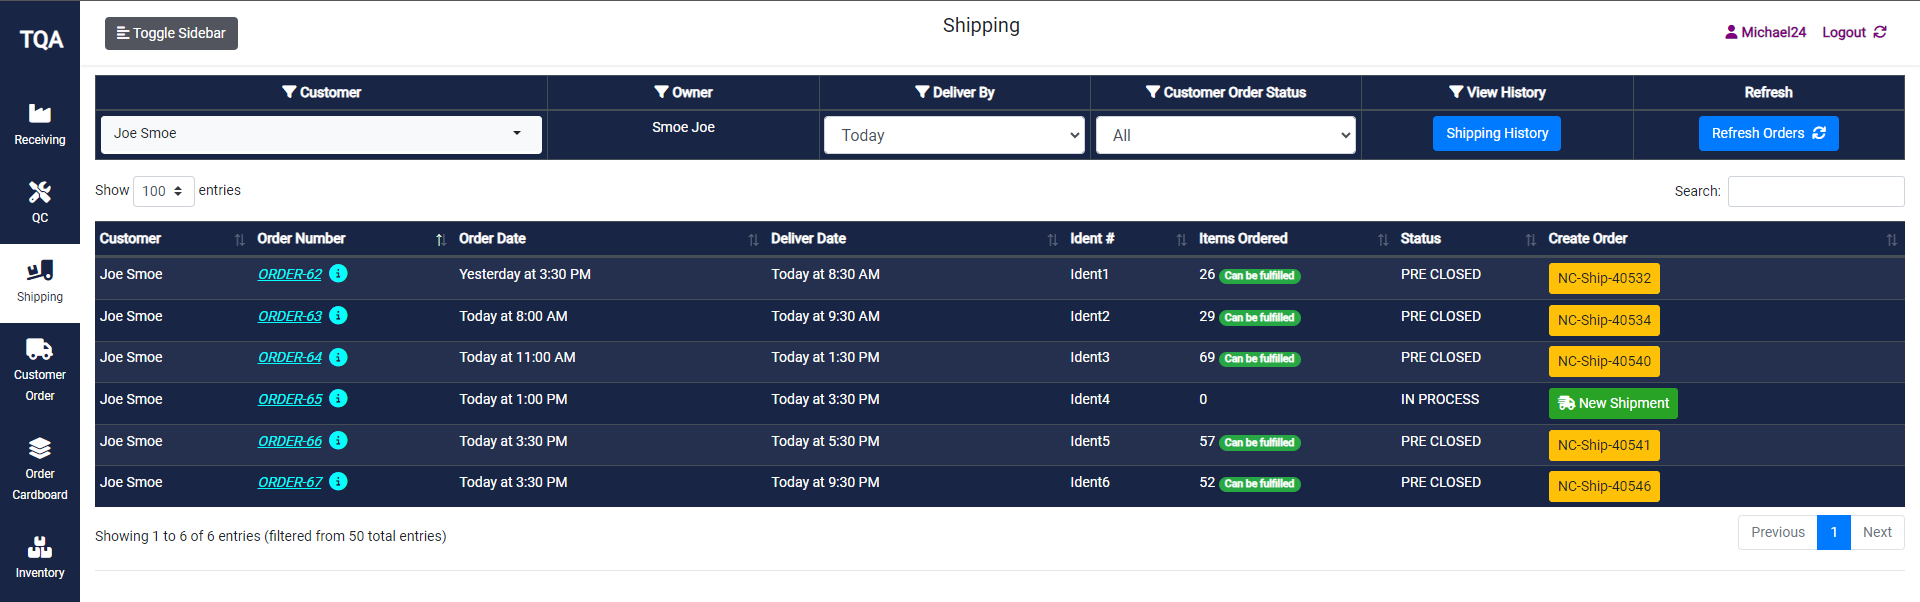 TQA
Toggle Sidebar
Shipping
Michael24 Logout
Receiving
QC
Shipping
Customer
Order
Order
Cardboard
Inventory
Customer Owner Deliver By Customer Order Status View History Refresh
Joe Smoe Smoe Joe Today All Shipping History Refresh Orders
Show 100 entries Search:
Customer Order Number Order Date Deliver Date Ident # Items Ordered Status Create Order
Joe Smoe ORDER-62 i Yesterday at 3:30 PM Today at 8:30 AM Ident1 26 Can be fulfilled PRE CLOSED NC-Ship-40532
Joe Smoe ORDER-63 i Today at 8:00 AM Today at 9:30 AM Ident2 29 Can be fulfilled PRE CLOSED NC-Ship-40534
Joe Smoe ORDER-64 i Today at 11:00 AM Today at 1:30 PM Ident3 69 Can be fulfilled PRE CLOSED NC-Ship-40540
Joe Smoe ORDER-65 i Today at 1:00 PM Today at 3:30 PM Ident4 0 IN PROCESS New Shipment
Joe Smoe ORDER-66 i Today at 3:30 PM Today at 5:30 PM Ident5 57 Can be fulfilled PRE CLOSED NC-Ship-40541
Joe Smoe ORDER-67 i Today at 3:30 PM Today at 9:30 PM Ident6 52 Can be fulfilled PRE CLOSED NC-Ship-40546
Showing 1 to 6 of 6 entries (filtered from 50 total entries) Previous 1 Next